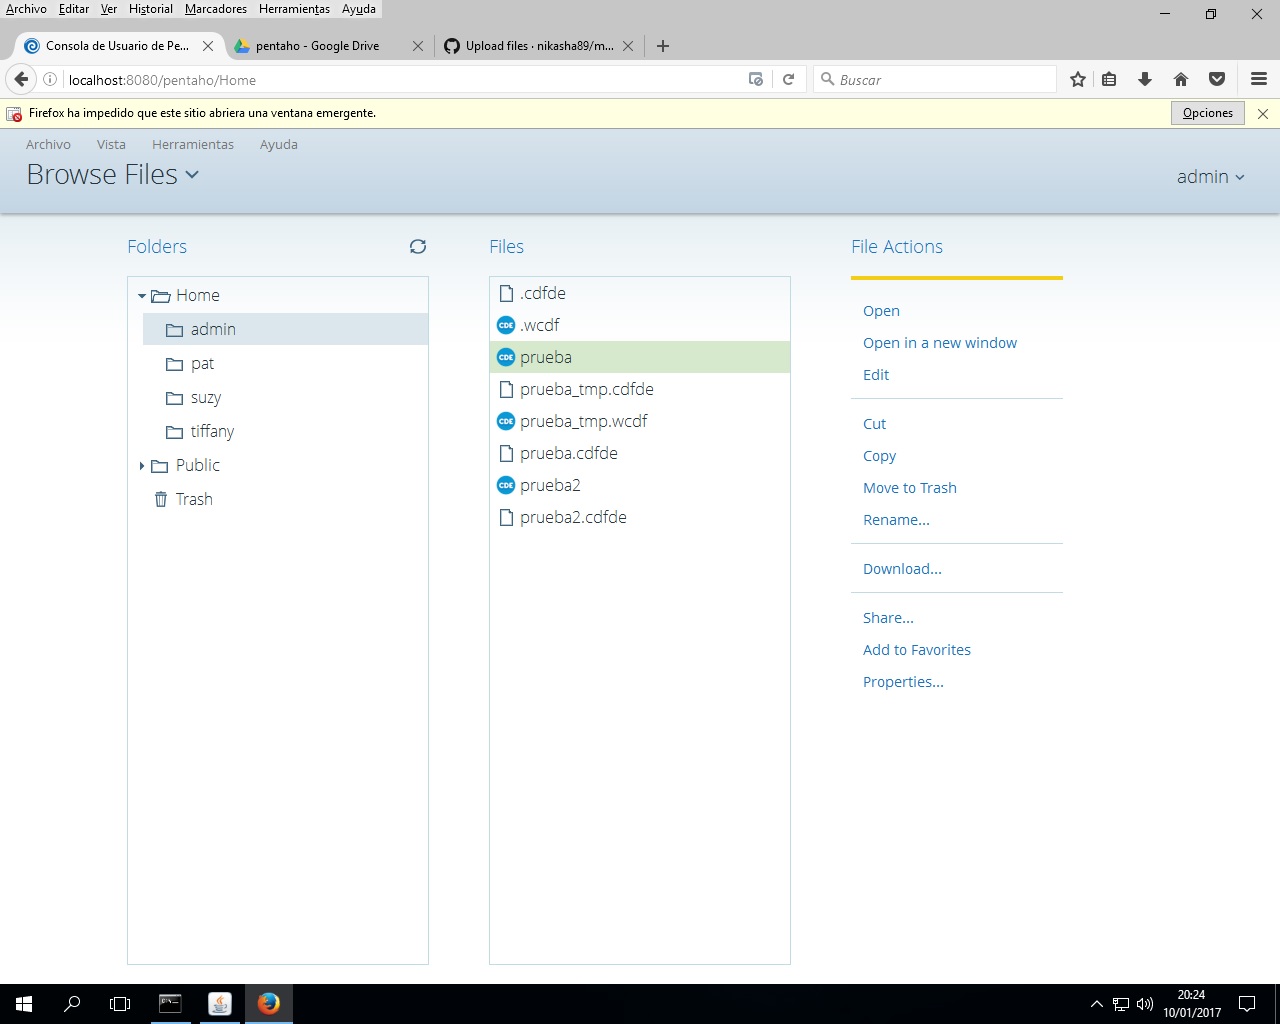 Archivo Editar Ver Historial Marcadores Herramientas Ayuda
Consola de Usuario de Pe...
pentaho - Google Drive
Upload files · nikasha89/m...
localhost:8080/pentaho/Home
Buscar
Firefox ha impedido que este sitio abriera una ventana emergente.
Opciones
Archivo Vista Herramientas Ayuda
Browse Files
admin
Folders
Home
admin
pat
suzy
tiffany
Public
Trash
Files
.cdfde
CDE .wcdf
CDE prueba
prueba_tmp.cdfde
CDE prueba_tmp.wcdf
prueba.cdfde
CDE prueba2
prueba2.cdfde
File Actions
Open
Open in a new window
Edit
Cut
Copy
Move to Trash
Rename...
Download...
Share...
Add to Favorites
Properties...
20:24
10/01/2017